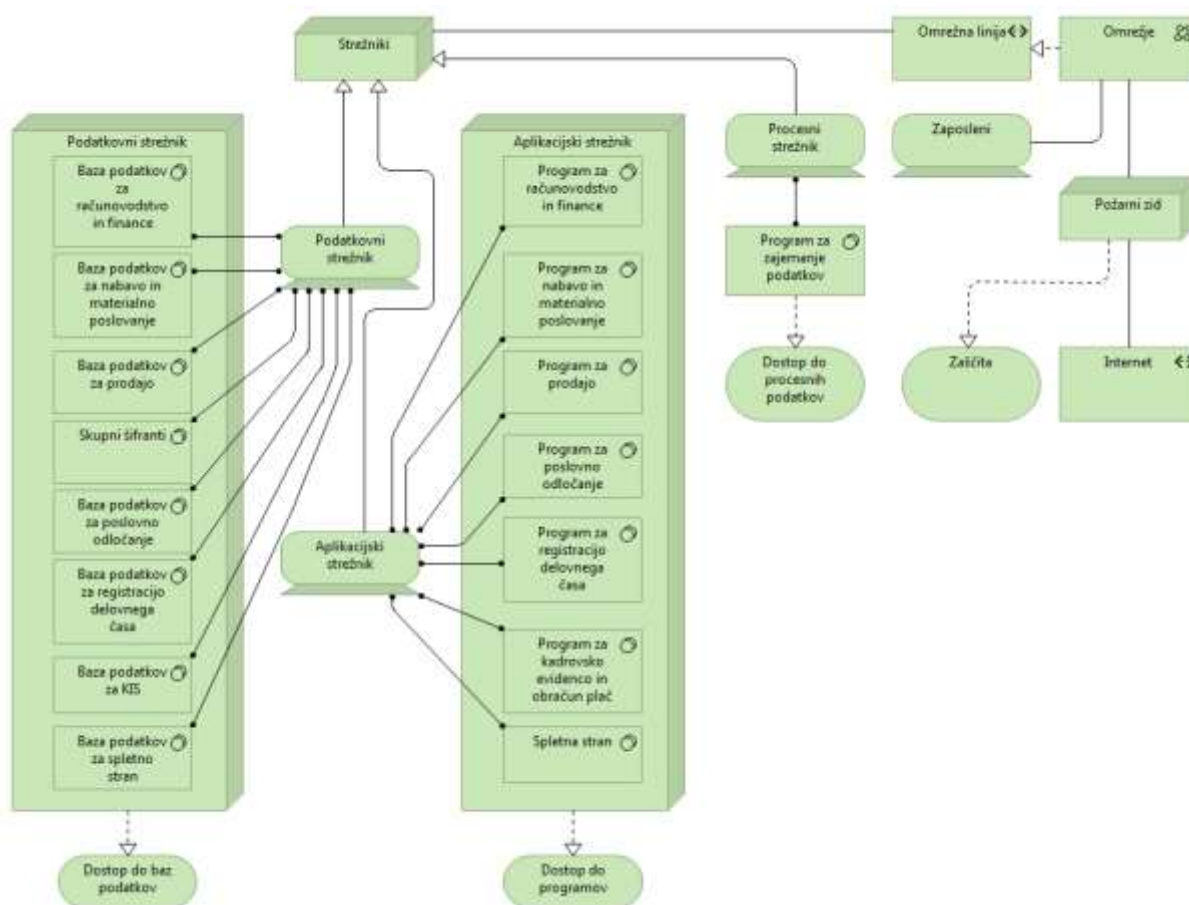 Strežniki
Omrežna linija
Omrežje
Podatkovni strežnik
Baza podatkov
za
računovodstvo
in finance
Baza podatkov
za nabavo in
materialno
poslovanje
Baza podatkov
za prodajo
Skupni šifranti
Baza podatkov
za poslovno
odločanje
Baza podatkov
za registracijo
delovnega
časa
Baza podatkov
za KIS
Baza podatkov
za spletno
stran
Dostop do baz
podatkov
Podatkovni
strežnik
Aplikacijski
strežnik
Aplikacijski strežnik
Program za
računovodstvo
in finance
Program za
nabavo in
materialno
poslovanje
Program za
prodajo
Program za
poslovno
odločanje
Program za
registracijo
delovnega
časa
Program za
kadrovsko
evidenco in
obračun plač
Spletna stran
Dostop do
programov
Procesni
strežnik
Program za
zajemanje
podatkov
Dostop do
procesnih
podatkov
Zaposleni
Požarni zid
Zaščita
Internet